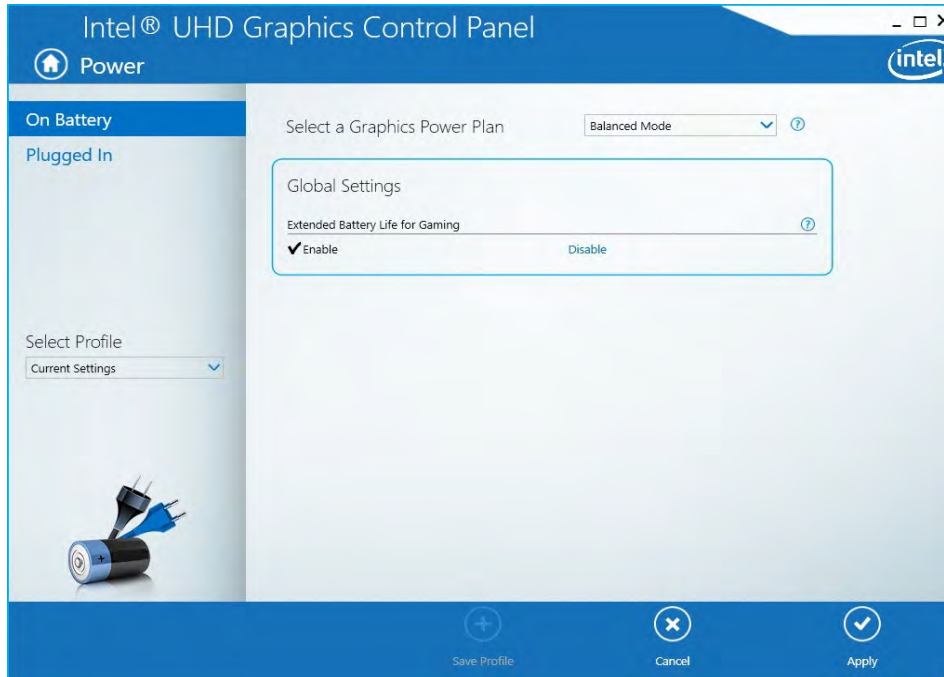 Intel® UHD Graphics Control Panel
Power
intel
On Battery
Plugged In
Select a Graphics Power Plan
Balanced Mode
?
Global Settings
Extended Battery Life for Gaming
?
✔Enable
Disable
Select Profile
Current Settings
+
Save Profile
Cancel
Apply